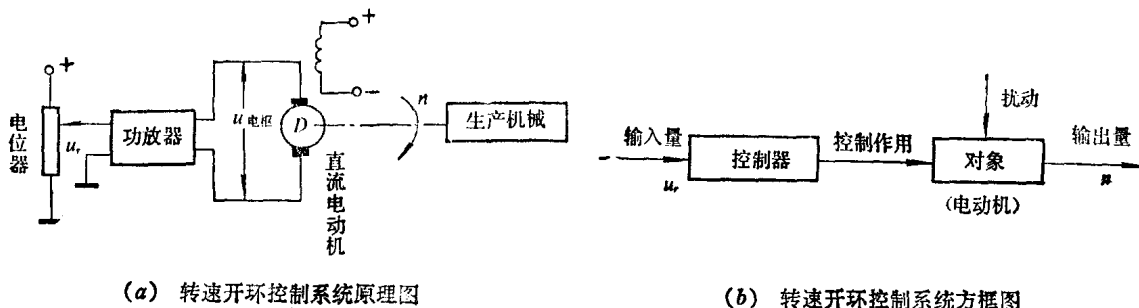 +
电位器
u_r
功放器
u电枢
D
直流电动机
+
−
n
生产机械
(a) 转速开环控制系统原理图
输入量
u_r
控制器
控制作用
扰动
对象
(电动机)
输出量
n
(b) 转速开环控制系统方框图